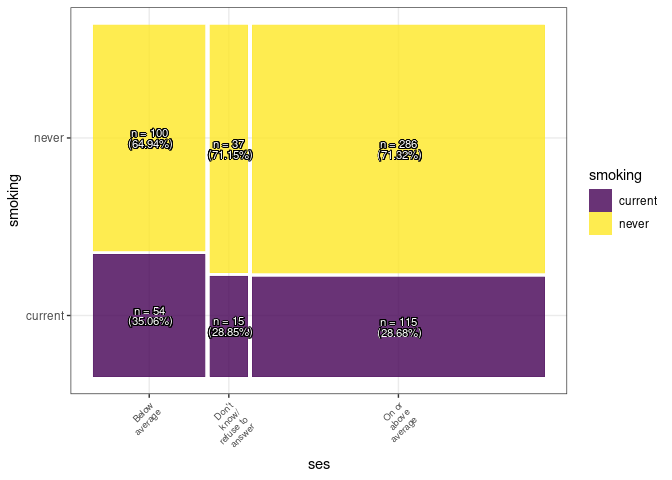 never
current
smoking
n = 100
(64.94%)
n = 37
(71.15%)
n = 286
(71.32%)
n = 54
(35.06%)
n = 15
(28.85%)
n = 115
(28.68%)
Below
average
Don't
know/
refuse to
answer
On or
above
average
ses
smoking
current
never